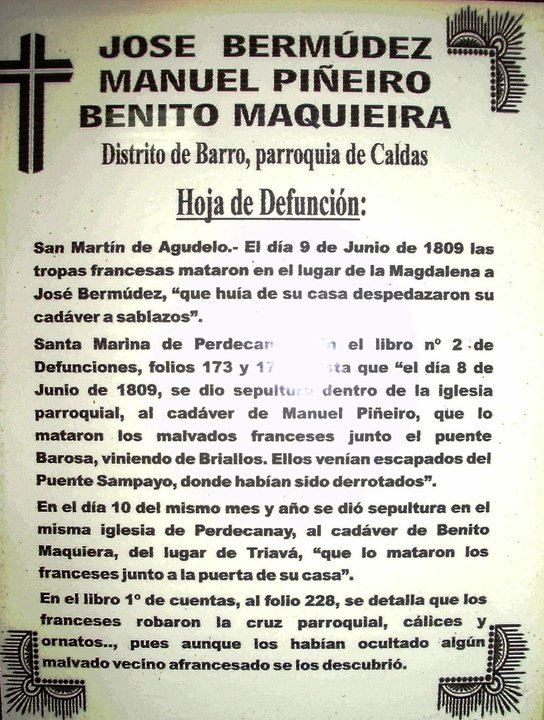 JOSE BERMÚDEZ
MANUEL PIÑEIRO
BENITO MAQUIEIRA
Distrito de Barro, parroquia de Caldas
Hoja de Defunción:
San Martín de Agudelo.- El día 9 de Junio de 1809 las
tropas francesas mataron en el lugar de la Magdalena a
José Bermúdez, “que huía de su casa despedazaron su
cadáver a sablazos”.
Santa Marina de el libro nº 2 de
Defunciones, folios 173 y que “el día 8 de
Junio de 1809, se dio sepultura dentro de la iglesia
parroquial, al cadáver de Manuel Piñeiro, que lo
mataron los malvados franceses junto el puente
Barosa, viniendo de Briallos. Ellos venían escapados del
Puente Sampayo, donde habían sido derrotados”.
En el día 10 del mismo mes y año se dió sepultura en el
misma iglesia de Perdecanay, al cadáver de Benito
Maquiera, del lugar de Triavá, “que lo mataron los
franceses junto a la puerta de su casa”.
En el libro 1º de cuentas, al folio 228, se detalla que los
franceses robaron la cruz parroquial, cálices y
ornatos.., pues aunque los habían ocultado algún
malvado vecino afrancesado se los descubrió.